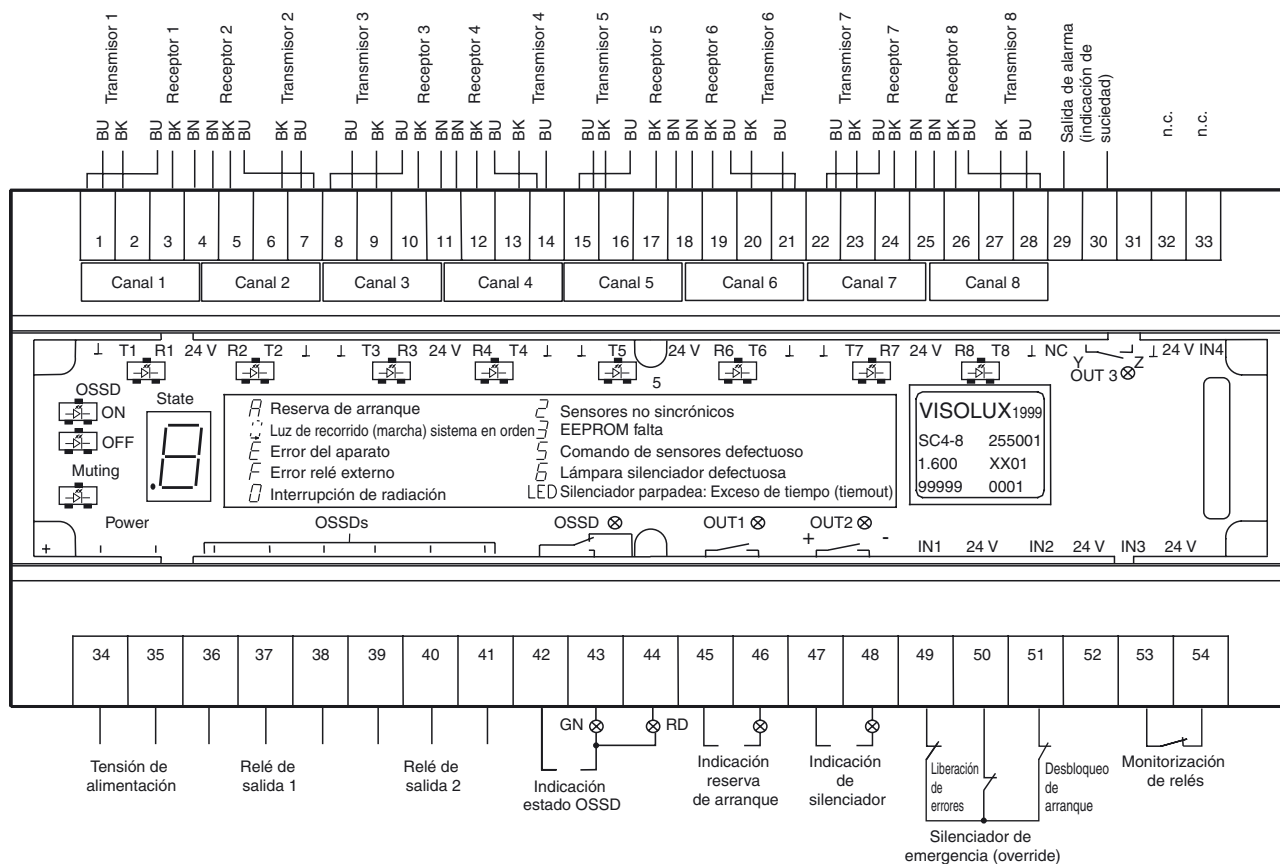 Transmisor 1
Receptor 1
Receptor 2
Transmisor 2
Transmisor 3
Receptor 3
Receptor 4
Transmisor 4
Transmisor 5
Receptor 5
Receptor 6
Transmisor 6
Transmisor 7
Receptor 7
Receptor 8
Transmisor 8
Salida de alarma
(indicación de
suciedad)
n.c.
n.c.
BU BK BU BK BN BN BK BU BK BU BU BK BU BK BN BN BK BU BK BU BU BK BU BK BN BN BK BU BK BU BU BK BU BK BN BN BK BU BK BU
1 2 3 4 5 6 7 8 9 10 11 12 13 14 15 16 17 18 19 20 21 22 23 24 25 26 27 28 29 30 31 32 33
Canal 1 Canal 2 Canal 3 Canal 4 Canal 5 Canal 6 Canal 7 Canal 8
⊥ T1 R1 24 V R2 T2 ⊥ ⊥ T3 R3 24 V R4 T4 ⊥ ⊥ T5 24 V R6 T6 ⊥ ⊥ T7 R7 24 V R8 T8 ⊥ NC Y Z ⊥ 24 V IN4
OUT 3
5
OSSD
ON
OFF
Muting
State
8.
A Reserva de arranque
Luz de recorrido (marcha) sistema en orden
E Error del aparato
F Error relé externo
0 Interrupción de radiación
2 Sensores no sincrónicos
3 EEPROM falta
5 Comando de sensores defectuoso
6 Lámpara silenciador defectuosa
LED Silenciador parpadea: Exceso de tiempo (tiemout)
VISOLUX 1999
SC4-8 255001
1.600 XX01
99999 0001
Power OSSDs OSSD OUT1 OUT2
+ - - + -
IN1 24 V IN2 24 V IN3 24 V
5
34 35 36 37 38 39 40 41 42 43 44 45 46 47 48 49 50 51 52 53 54
GN RD
Tensión de
alimentación
Relé de
salida 1
Relé de
salida 2
Indicación
estado OSSD
Indicación
reserva
de arranque
Indicación
de
silenciador
Liberación
de
errores
Desbloqueo
de
arranque
Monitorización
de relés
Silenciador de
emergencia (override)